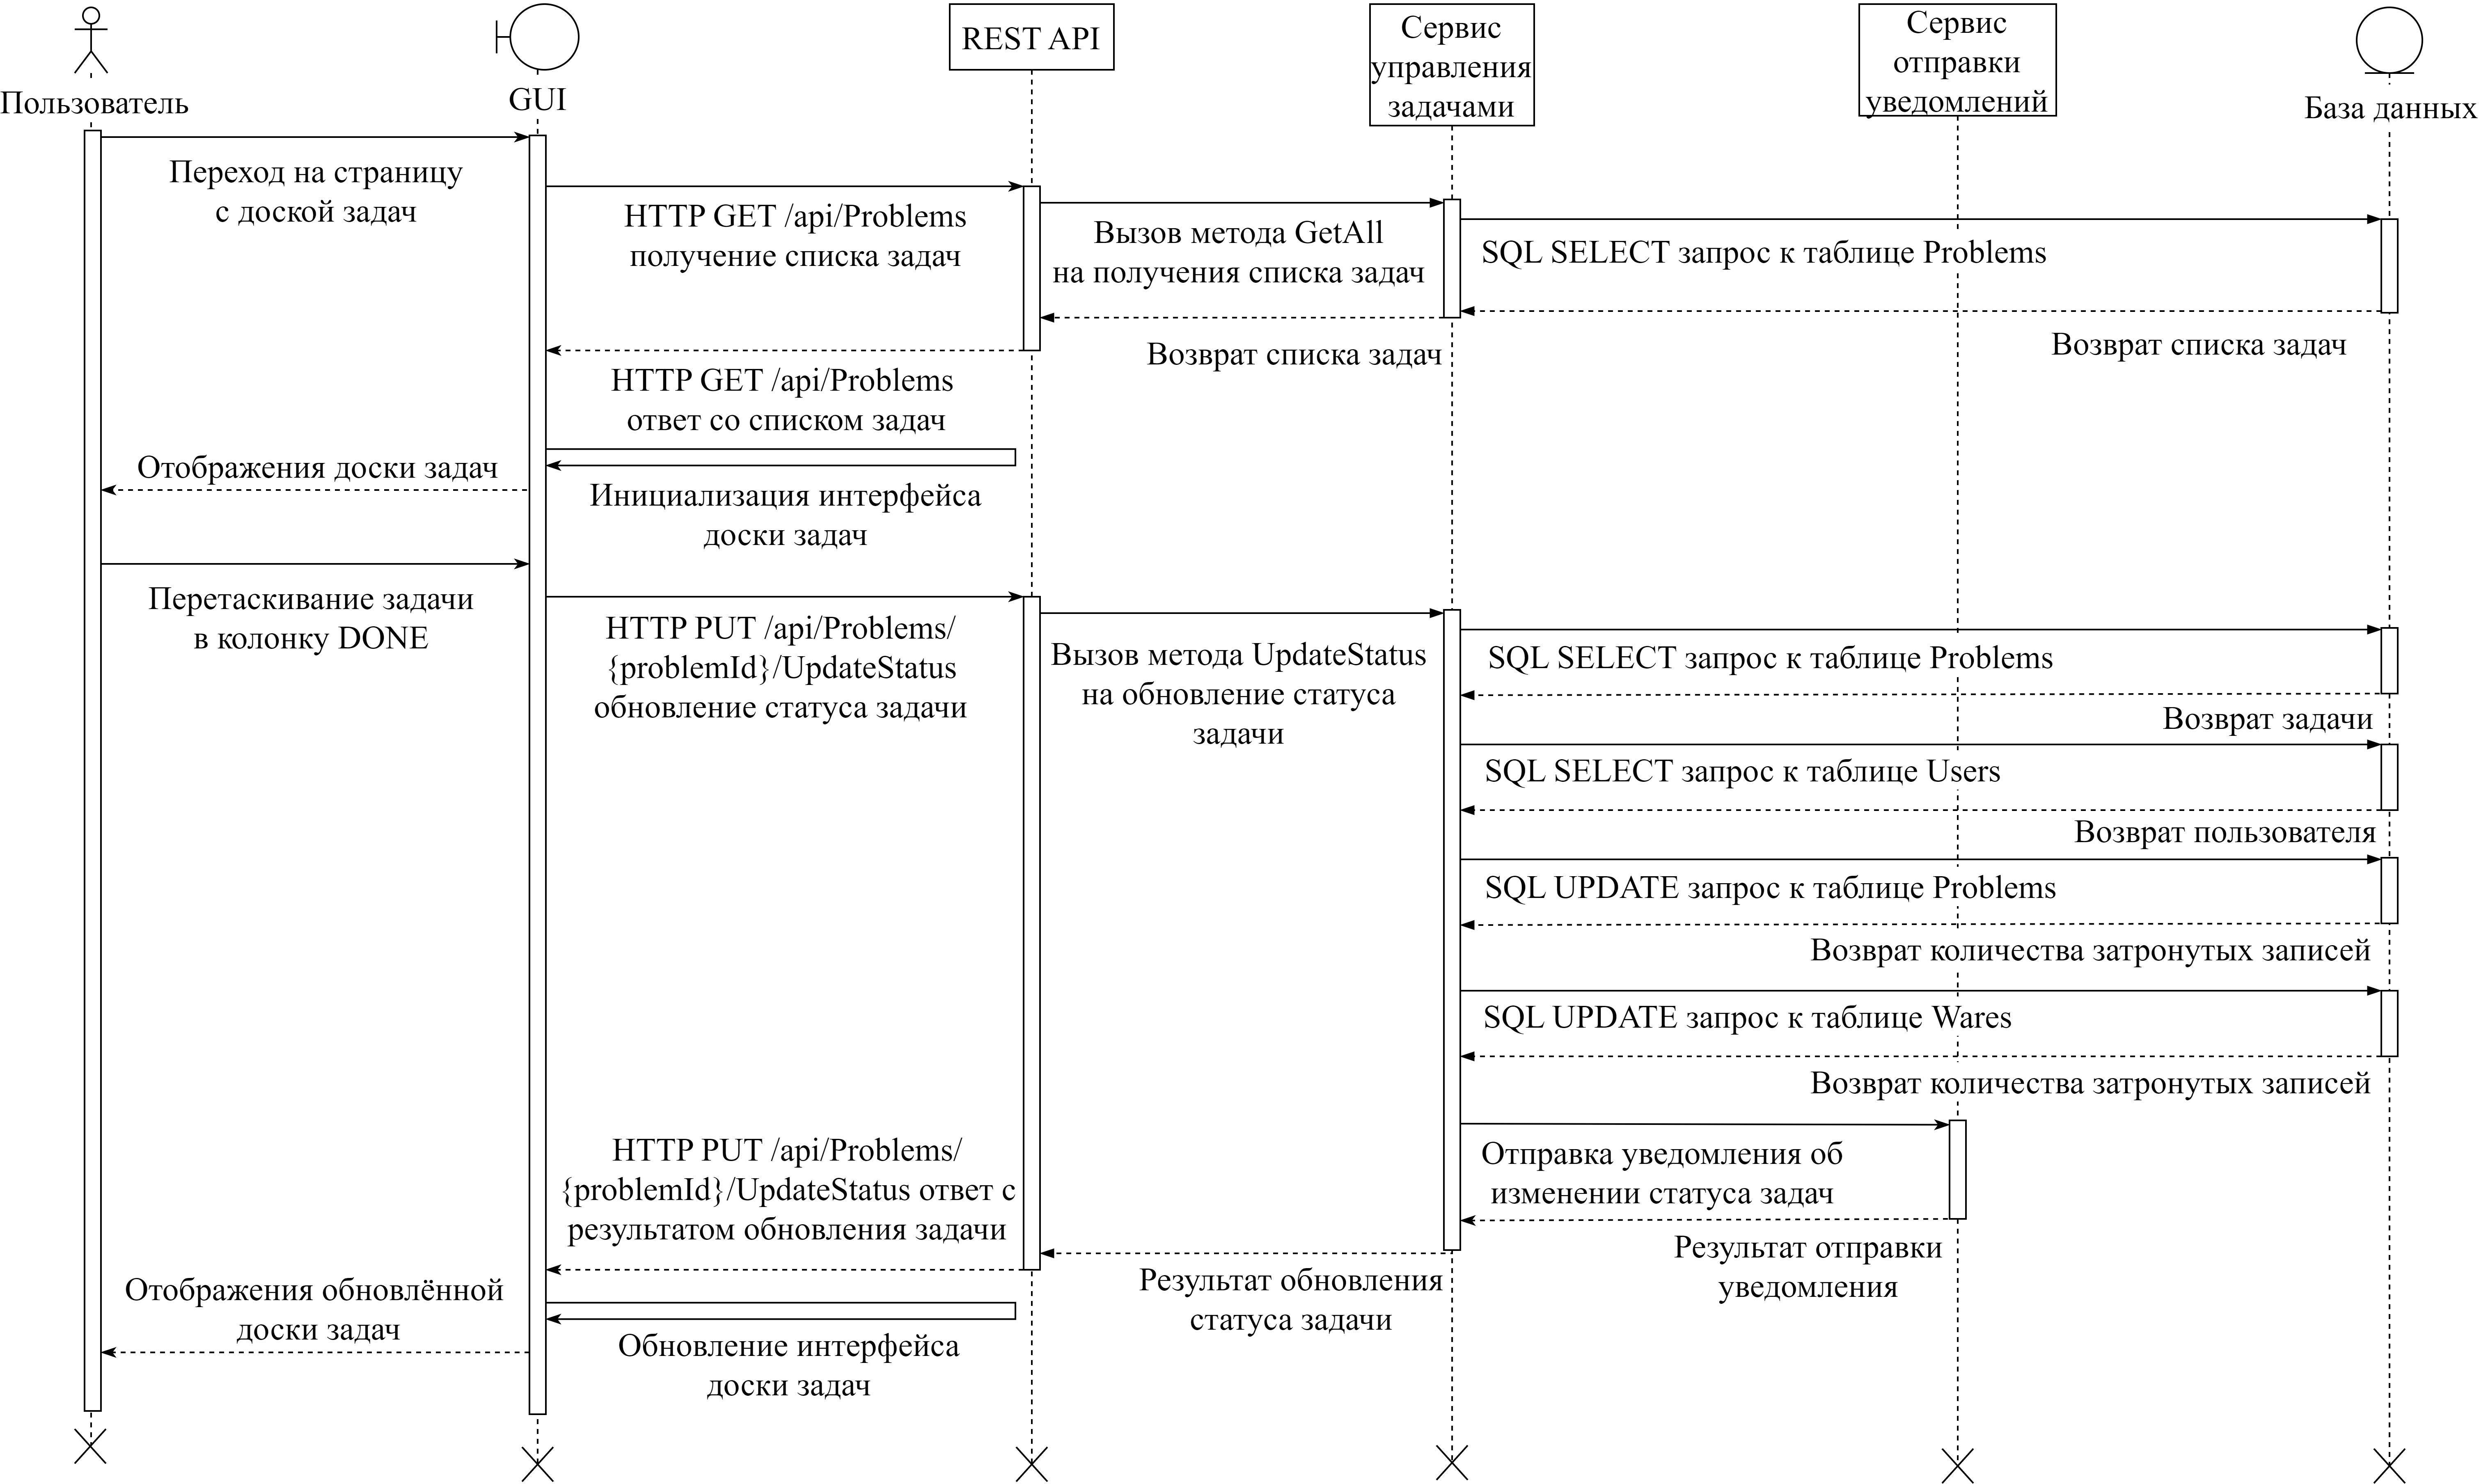 Пользователь
GUI
REST API
Сервис
управления
задачами
Сервис
отправки
уведомлений
База данных
Переход на страницу
с доской задач
HTTP GET /api/Problems
получение списка задач
Вызов метода GetAll
на получения списка задач
SQL SELECT запрос к таблице Problems
Возврат списка задач
Возврат списка задач
HTTP GET /api/Problems
ответ со списком задач
Отображения доски задач
Инициализация интерфейса
доски задач
Перетаскивание задачи
в колонку DONE
HTTP PUT /api/Problems/
{problemId}/UpdateStatus
обновление статуса задачи
Вызов метода UpdateStatus
на обновление статуса
задачи
SQL SELECT запрос к таблице Problems
Возврат задачи
SQL SELECT запрос к таблице Users
Возврат пользователя
SQL UPDATE запрос к таблице Problems
Возврат количества затронутых записей
SQL UPDATE запрос к таблице Wares
Возврат количества затронутых записей
Отправка уведомления об
изменении статуса задач
Результат отправки
уведомления
HTTP PUT /api/Problems/
{problemId}/UpdateStatus ответ с
результатом обновления задачи
Результат обновления
статуса задачи
Отображения обновлённой
доски задач
Обновление интерфейса
доски задач